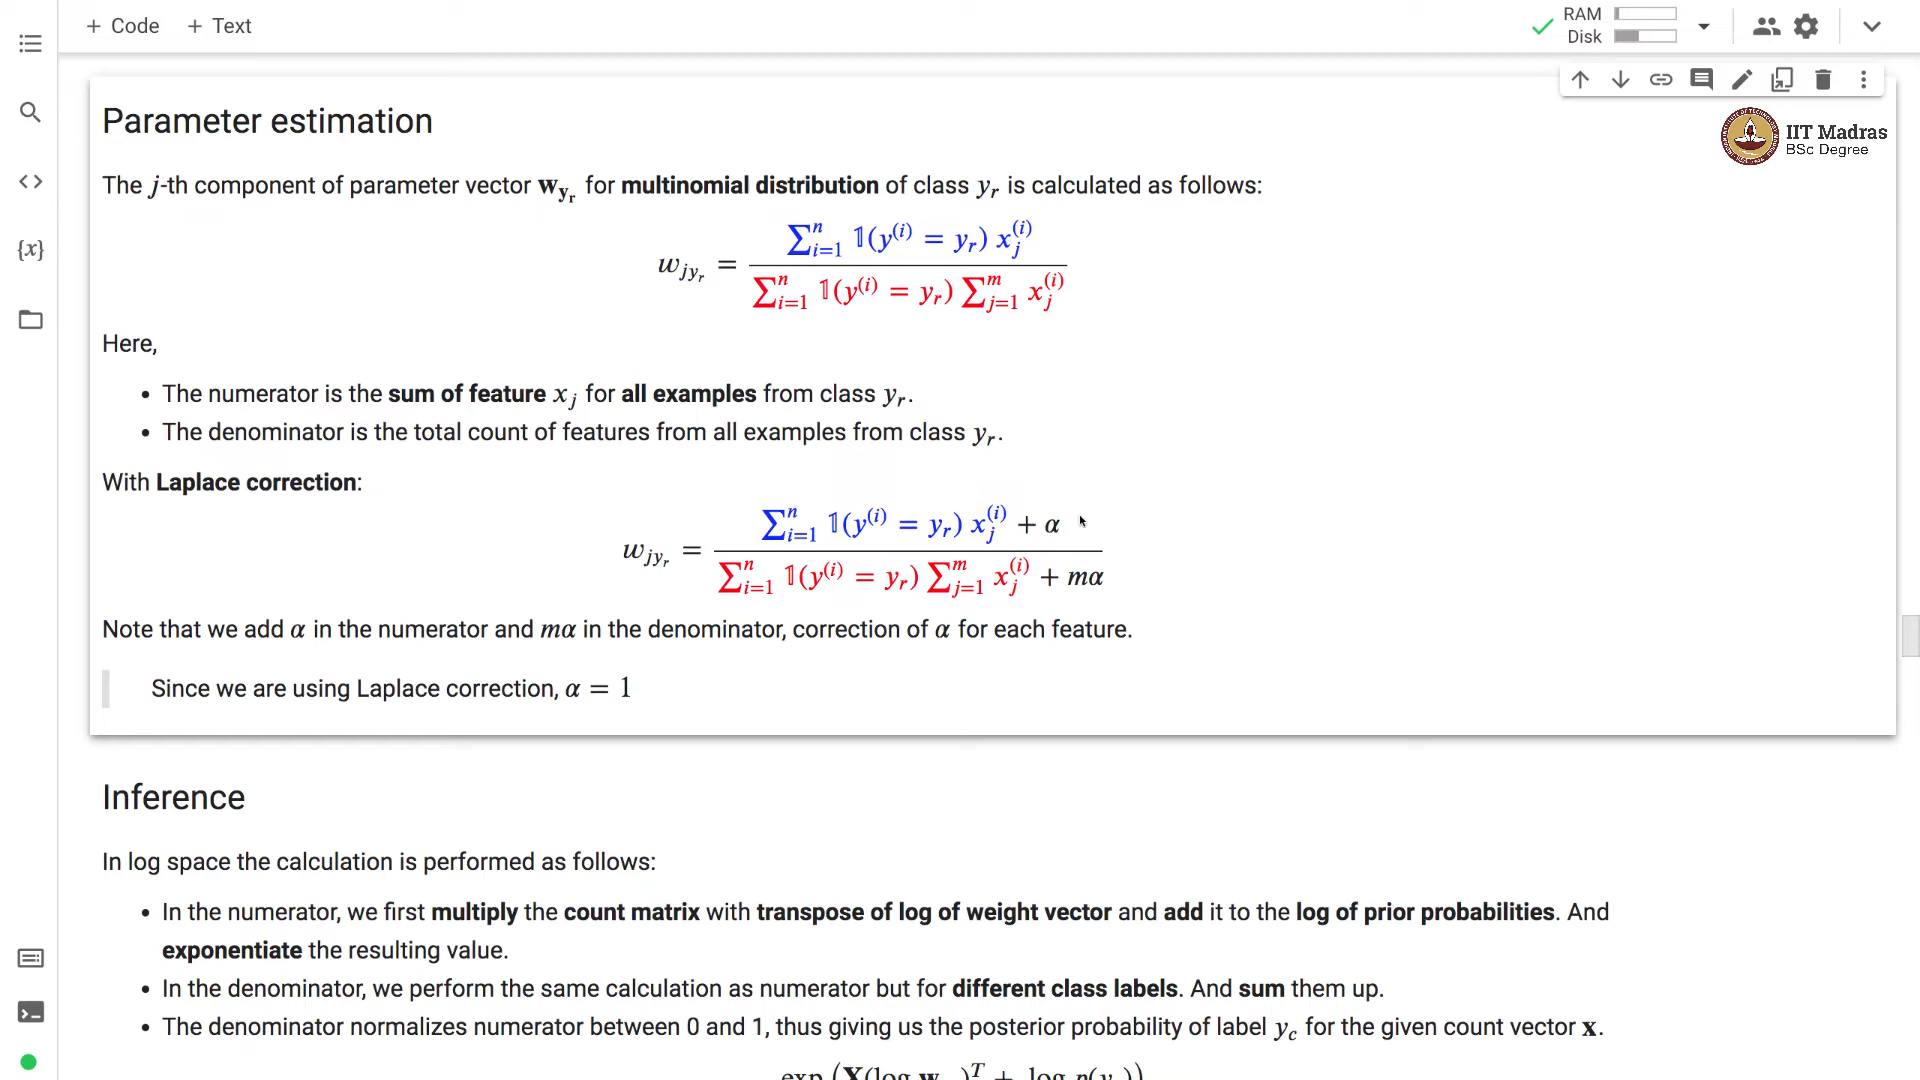 + Code + Text
RAM
Disk
Parameter estimation
IIT Madras
BSc Degree
The j-th component of parameter vector w_{y_r} for multinomial distribution of class y_r is calculated as follows:
w_{jy_r} = \frac{\sum_{i=1}^{n} 𝟙(y^{(i)} = y_r) x_j^{(i)}}{\sum_{i=1}^{n} 𝟙(y^{(i)} = y_r) \sum_{j=1}^{m} x_j^{(i)}}
Here,
• The numerator is the sum of feature x_j for all examples from class y_r.
• The denominator is the total count of features from all examples from class y_r.
With Laplace correction:
w_{jy_r} = \frac{\sum_{i=1}^{n} 𝟙(y^{(i)} = y_r) x_j^{(i)} + α}{\sum_{i=1}^{n} 𝟙(y^{(i)} = y_r) \sum_{j=1}^{m} x_j^{(i)} + mα}
Note that we add α in the numerator and mα in the denominator, correction of α for each feature.
Since we are using Laplace correction, α = 1
Inference
In log space the calculation is performed as follows:
• In the numerator, we first multiply the count matrix with transpose of log of weight vector and add it to the log of prior probabilities. And
exponentiate the resulting value.
• In the denominator, we perform the same calculation as numerator but for different class labels. And sum them up.
• The denominator normalizes numerator between 0 and 1, thus giving us the posterior probability of label y_c for the given count vector x.